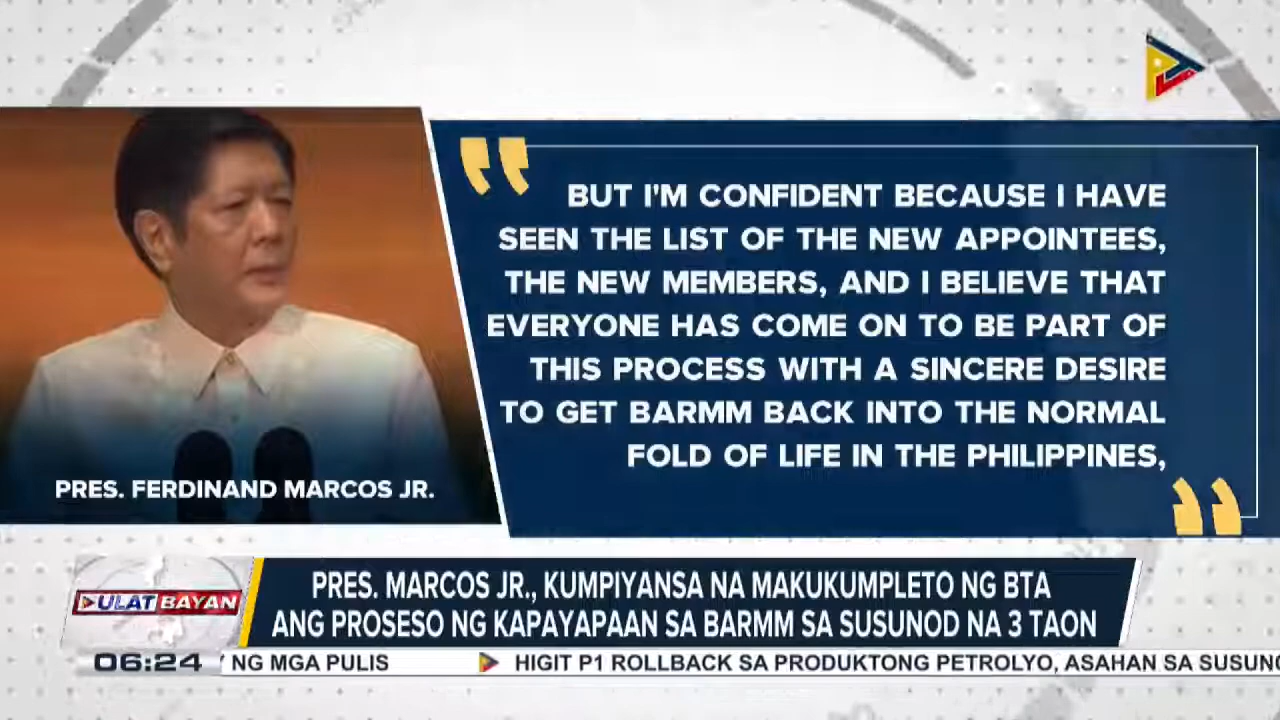 BUT I'M CONFIDENT BECAUSE I HAVE
SEEN THE LIST OF THE NEW APPOINTEES,
THE NEW MEMBERS, AND I BELIEVE THAT
EVERYONE HAS COME ON TO BE PART OF
THIS PROCESS WITH A SINCERE DESIRE
TO GET BARMM BACK INTO THE NORMAL
FOLD OF LIFE IN THE PHILIPPINES,
PRES. FERDINAND MARCOS JR.
PRES. MARCOS JR., KUMPIYANSA NA MAKUKUMPLETO NG BTA
ANG PROSESO NG KAPAYAPAAN SA BARMM SA SUSUNOD NA 3 TAON
ULAT BAYAN
06:24 NG MGA PULIS HIGIT P1 ROLLBACK SA PRODUKTONG PETROLYO, ASAHAN SA